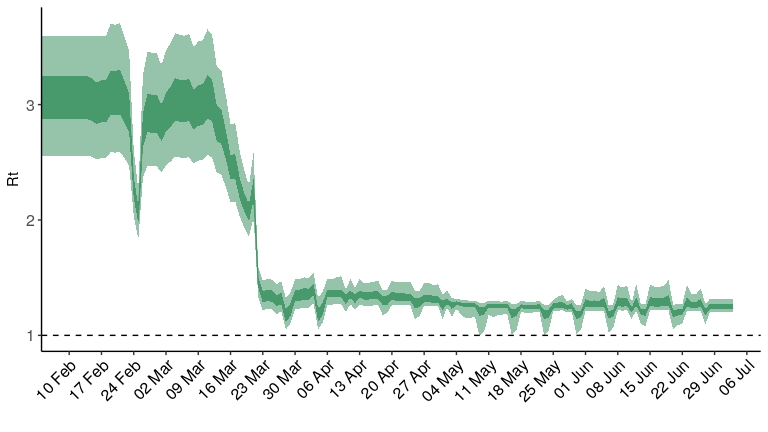 Rt
3
2
1
10 Feb
17 Feb
24 Feb
02 Mar
09 Mar
16 Mar
23 Mar
30 Mar
06 Apr
13 Apr
20 Apr
27 Apr
04 May
11 May
18 May
25 May
01 Jun
08 Jun
15 Jun
22 Jun
29 Jun
06 Jul